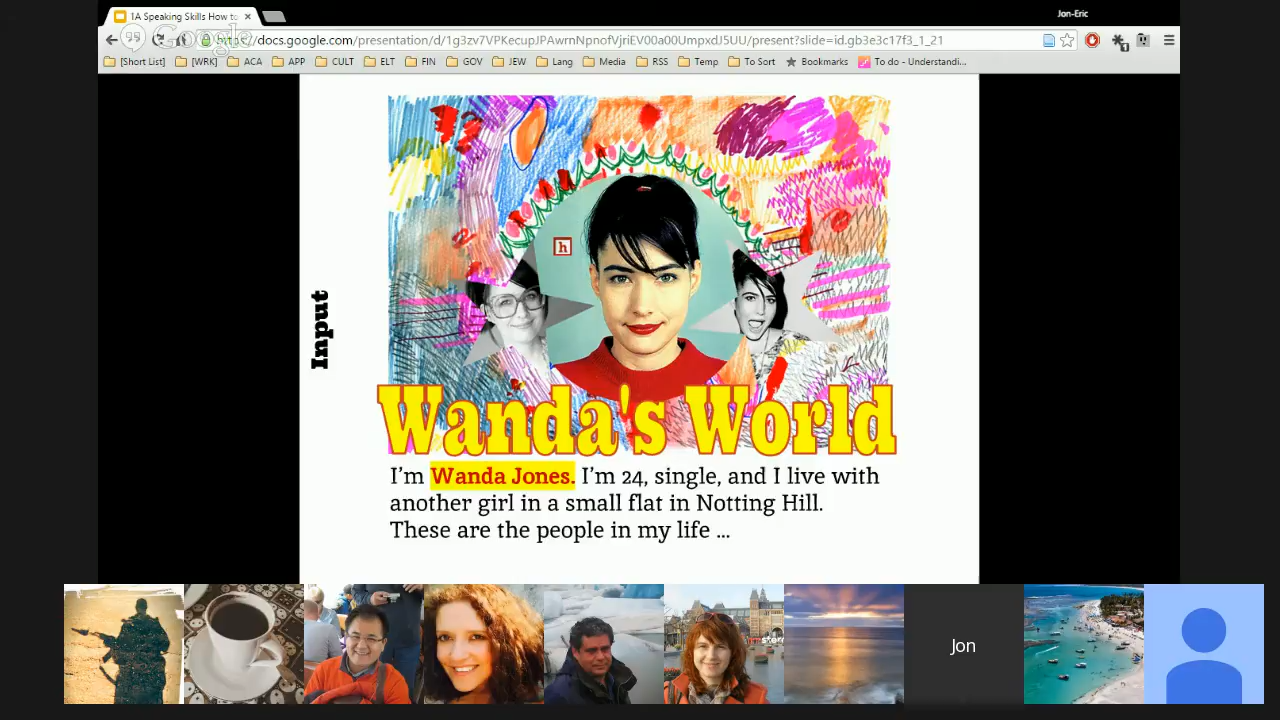 1A Speaking Skills How to
Jon-Eric
Google
https://docs.google.com/presentation/d/1g3zv7VPKecupJPAwrnNpnofVjriEV00a00UmpxdJ5UU/present?slide=id.gb3e3c17f3_1_21
[Short List] [WRK] ACA APP CULT ELT FIN GOV JEW Lang Media RSS Temp To Sort Bookmarks To do - Understandi...
h
Input
Wanda's World
I'm Wanda Jones. I'm 24, single, and I live with
another girl in a small flat in Notting Hill.
These are the people in my life ...
Jon